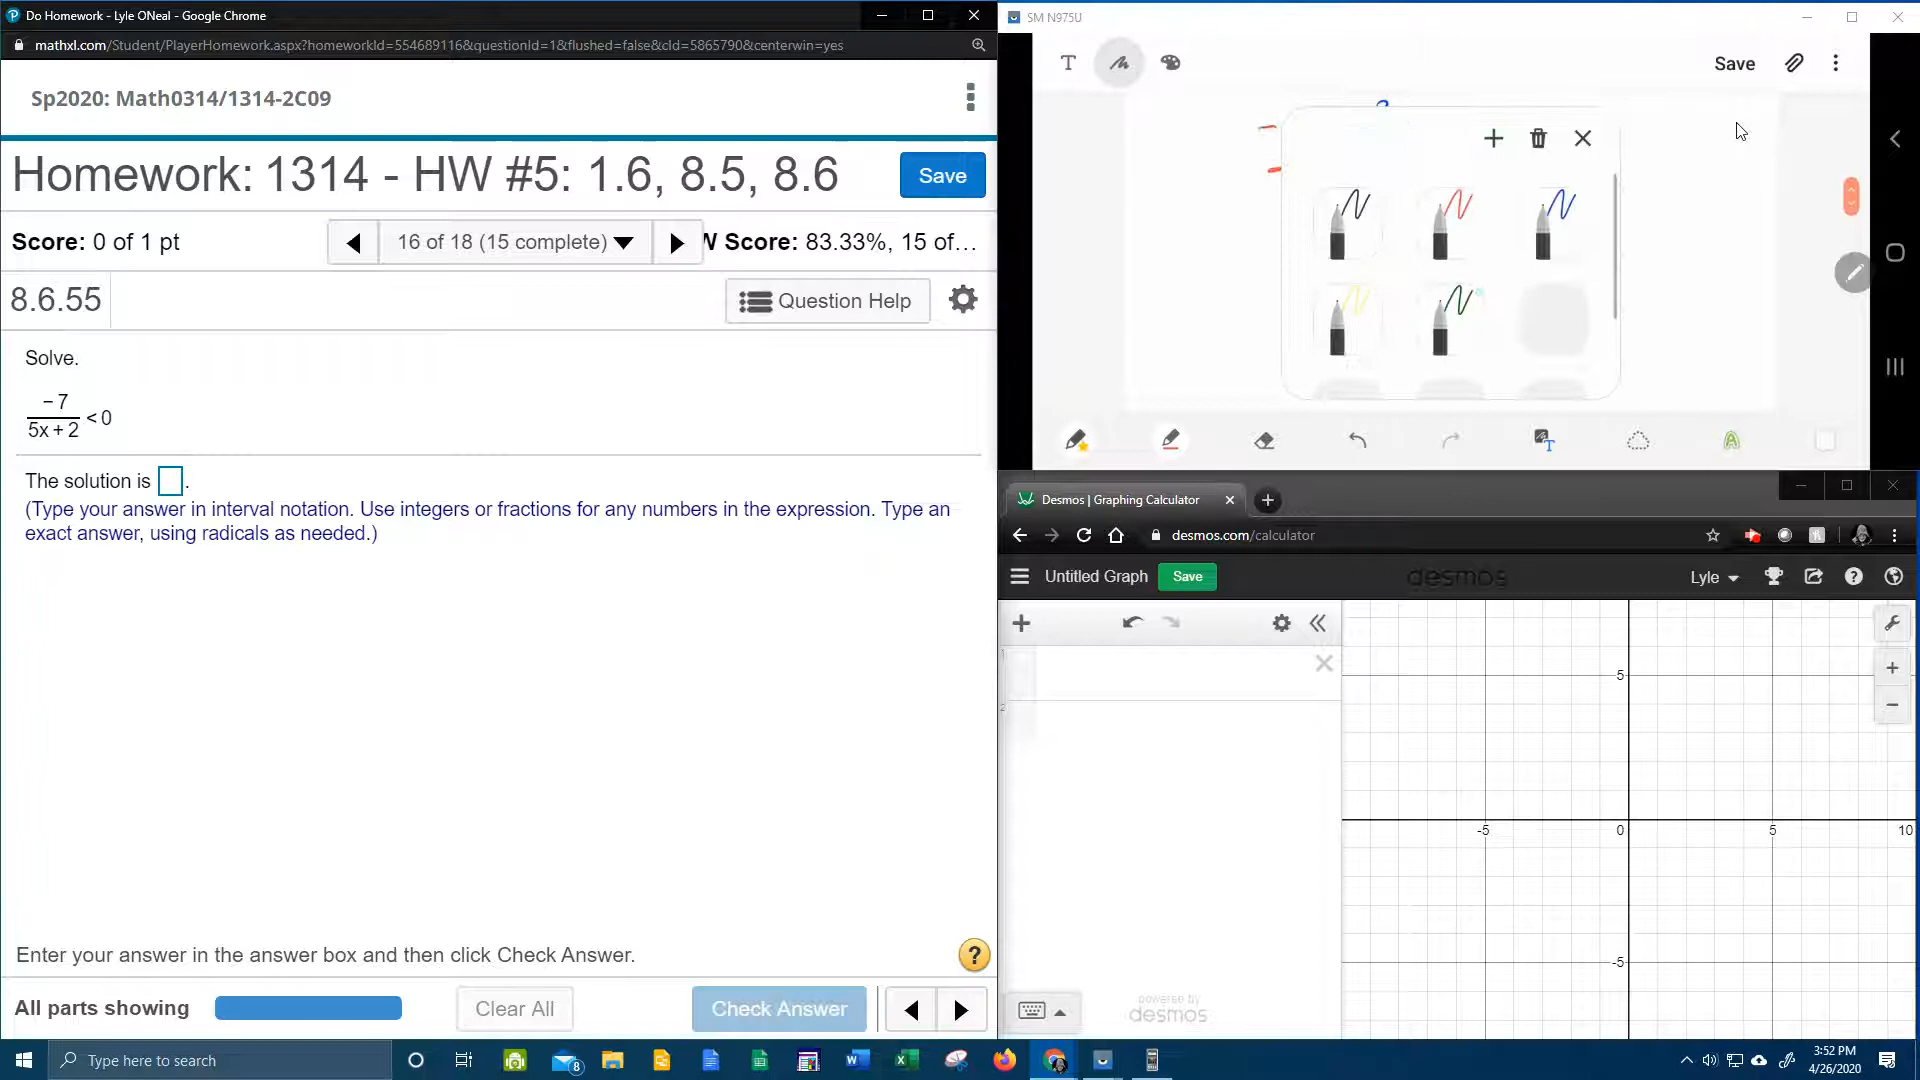 Do Homework - Lyle ONeal - Google Chrome
mathxl.com/Student/PlayerHomework.aspx?homeworkId=554689116&questionId=1&flushed=false&cId=5865790&centerwin=yes
Sp2020: Math0314/1314-2C09
Homework: 1314 - HW #5: 1.6, 8.5, 8.6
Save
Score: 0 of 1 pt
16 of 18 (15 complete)
W Score: 83.33%, 15 of...
8.6.55
Question Help
Solve.
-7
5x+2 <0
The solution is .
(Type your answer in interval notation. Use integers or fractions for any numbers in the expression. Type an
exact answer, using radicals as needed.)
Enter your answer in the answer box and then click Check Answer.
?
All parts showing
Clear All
Check Answer
SM N975U
T
Save
Desmos | Graphing Calculator
desmos.com/calculator
Untitled Graph
Save
desmos
Lyle
1
2
5
-5
0
5
10
-5
powered by
desmos
Type here to search
8
3:52 PM
4/26/2020